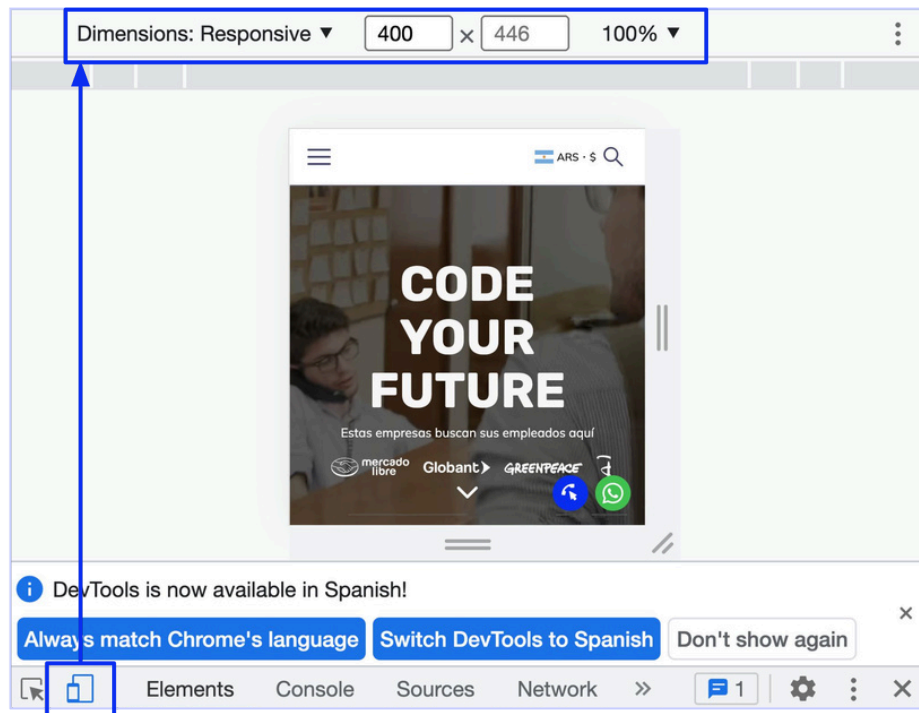 Dimensions: Responsive ▼ 400 × 446 100% ▼
ARS · $
CODE
YOUR
FUTURE
Estas empresas buscan sus empleados aquí
mercado libre Globant GREENPEACE
DevTools is now available in Spanish!
Always match Chrome's language Switch DevTools to Spanish Don't show again
Elements Console Sources Network » 1